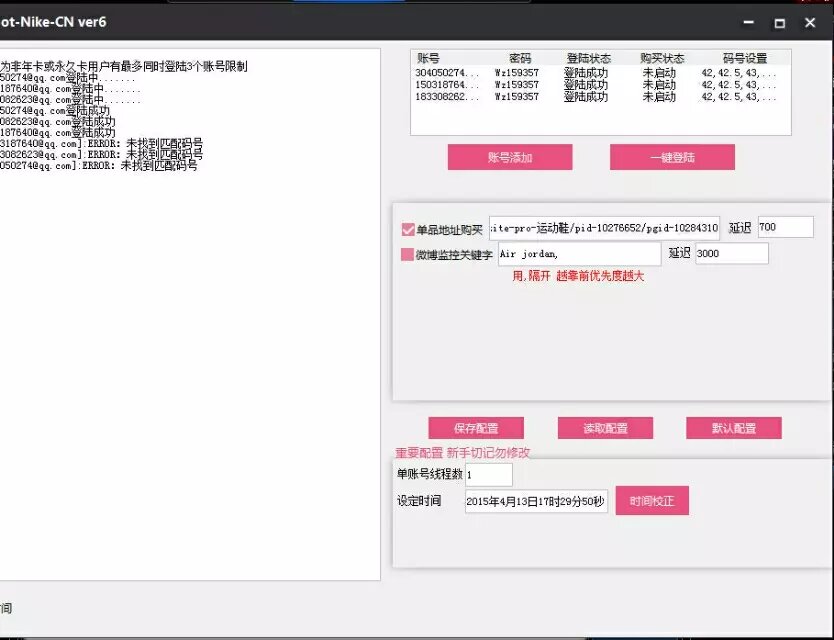 ot-Nike-CN ver6
为非年卡或永久卡用户有最多同时登陆3个账号限制
50274@qq.com登陆中.......
187640@qq.com登陆中.......
082623@qq.com登陆中.......
50274@qq.com登陆成功
082623@qq.com登陆成功
187640@qq.com登陆成功
3187640@qq.com]:ERROR: 未找到匹配码号
3082623@qq.com]:ERROR: 未找到匹配码号
050274@qq.com]:ERROR: 未找到匹配码号
账号 密码 登陆状态 购买状态 码号设置
304050274... Wz159357 登陆成功 未启动 42,42.5,43,...
150318764... Wz159357 登陆成功 未启动 42,42.5,43,...
183308262... Wz159357 登陆成功 未启动 42,42.5,43,...
账号添加 一键登陆
单品地址购买 ite-pro-运动鞋/pid-10276652/pgid-10284310 延迟 700
微博监控关键字 Air jordan, 延迟 3000
用,隔开 越靠前优先度越大
保存配置 读取配置 默认配置
重要配置 新手切记勿修改
单账号线程数 1
设定时间 2015年4月13日17时29分50秒 时间校正
间